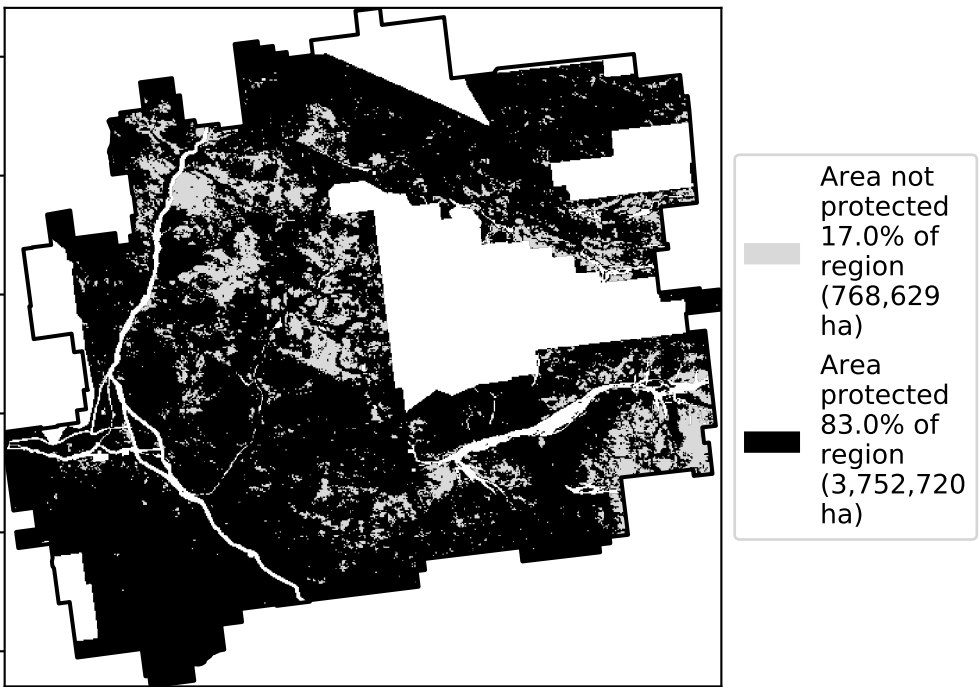 Area not
protected
17.0% of
region
(768,629
ha)
Area
protected
83.0% of
region
(3,752,720
ha)